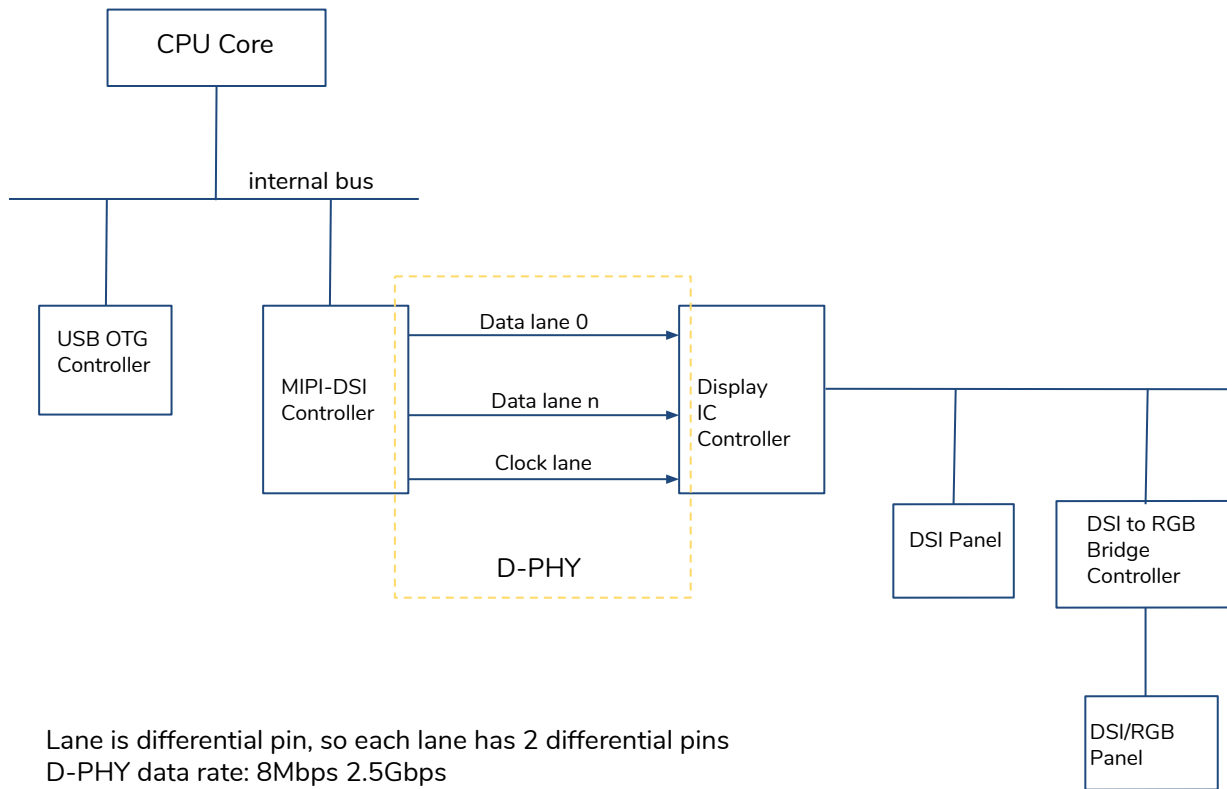 CPU Core
internal bus
USB OTG
Controller
MIPI-DSI
Controller
Data lane 0
Data lane n
Clock lane
D-PHY
Display
IC
Controller
DSI Panel
DSI to RGB
Bridge
Controller
DSI/RGB
Panel
Lane is differential pin, so each lane has 2 differential pins
D-PHY data rate: 8Mbps 2.5Gbps